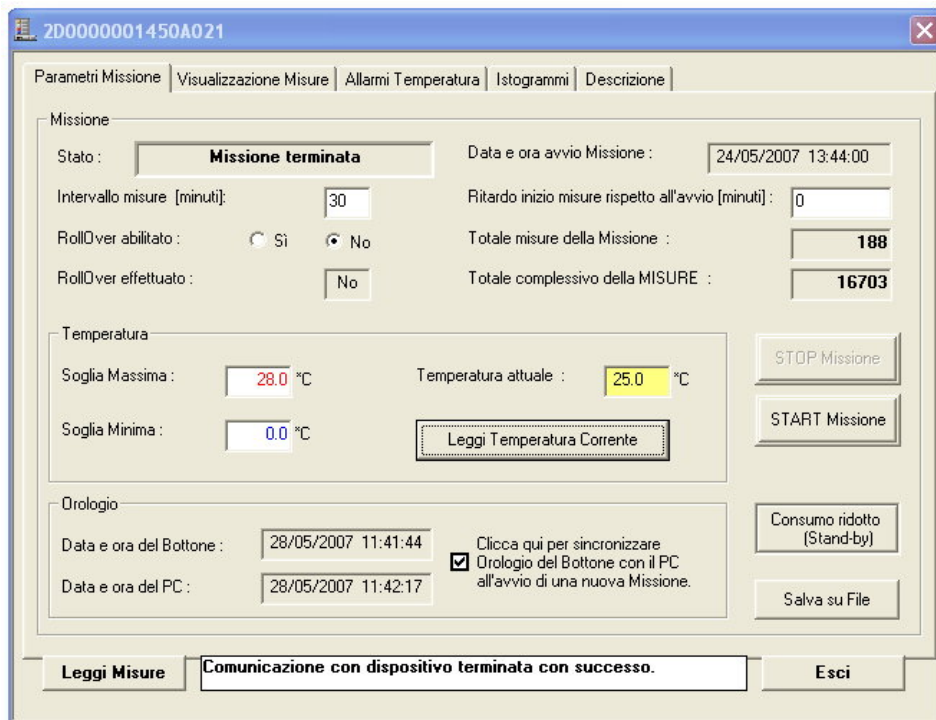 2D0000001450A021
Parametri Missione Visualizzazione Misure Allarmi Temperatura Istogrammi Descrizione
Missione
Stato : Missione terminata Data e ora avvio Missione : 24/05/2007 13:44:00
Intervallo misure [minuti]: 30 Ritardo inizio misure rispetto all'avvio [minuti] : 0
RollOver abilitato : Sì No Totale misure della Missione : 188
RollOver effettuato : No Totale complessivo della MISURE : 16703
Temperatura
Soglia Massima : 28.0 °C Temperatura attuale : 25.0 °C
STOP Missione
Soglia Minima : 0.0 °C Leggi Temperatura Corrente
START Missione
Orologio
Data e ora del Bottone : 28/05/2007 11:41:44
Data e ora del PC : 28/05/2007 11:42:17
Clicca qui per sincronizzare
Orologio del Bottone con il PC
all'avvio di una nuova Missione.
Consumo ridotto
(Stand-by)
Salva su File
Leggi Misure Comunicazione con dispositivo terminata con successo. Esci